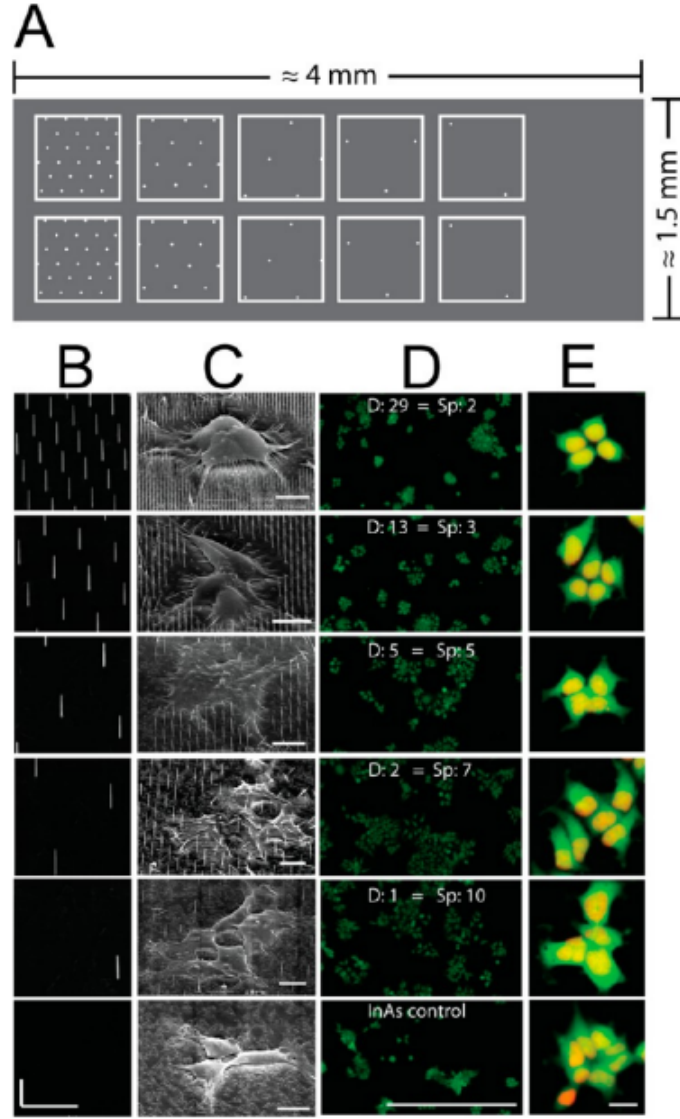 A
≈ 4 mm
≈ 1.5 mm
B C D E
D: 29 = Sp: 2
D: 13 = Sp: 3
D: 5 = Sp: 5
D: 2 = Sp: 7
D: 1 = Sp: 10
InAs control